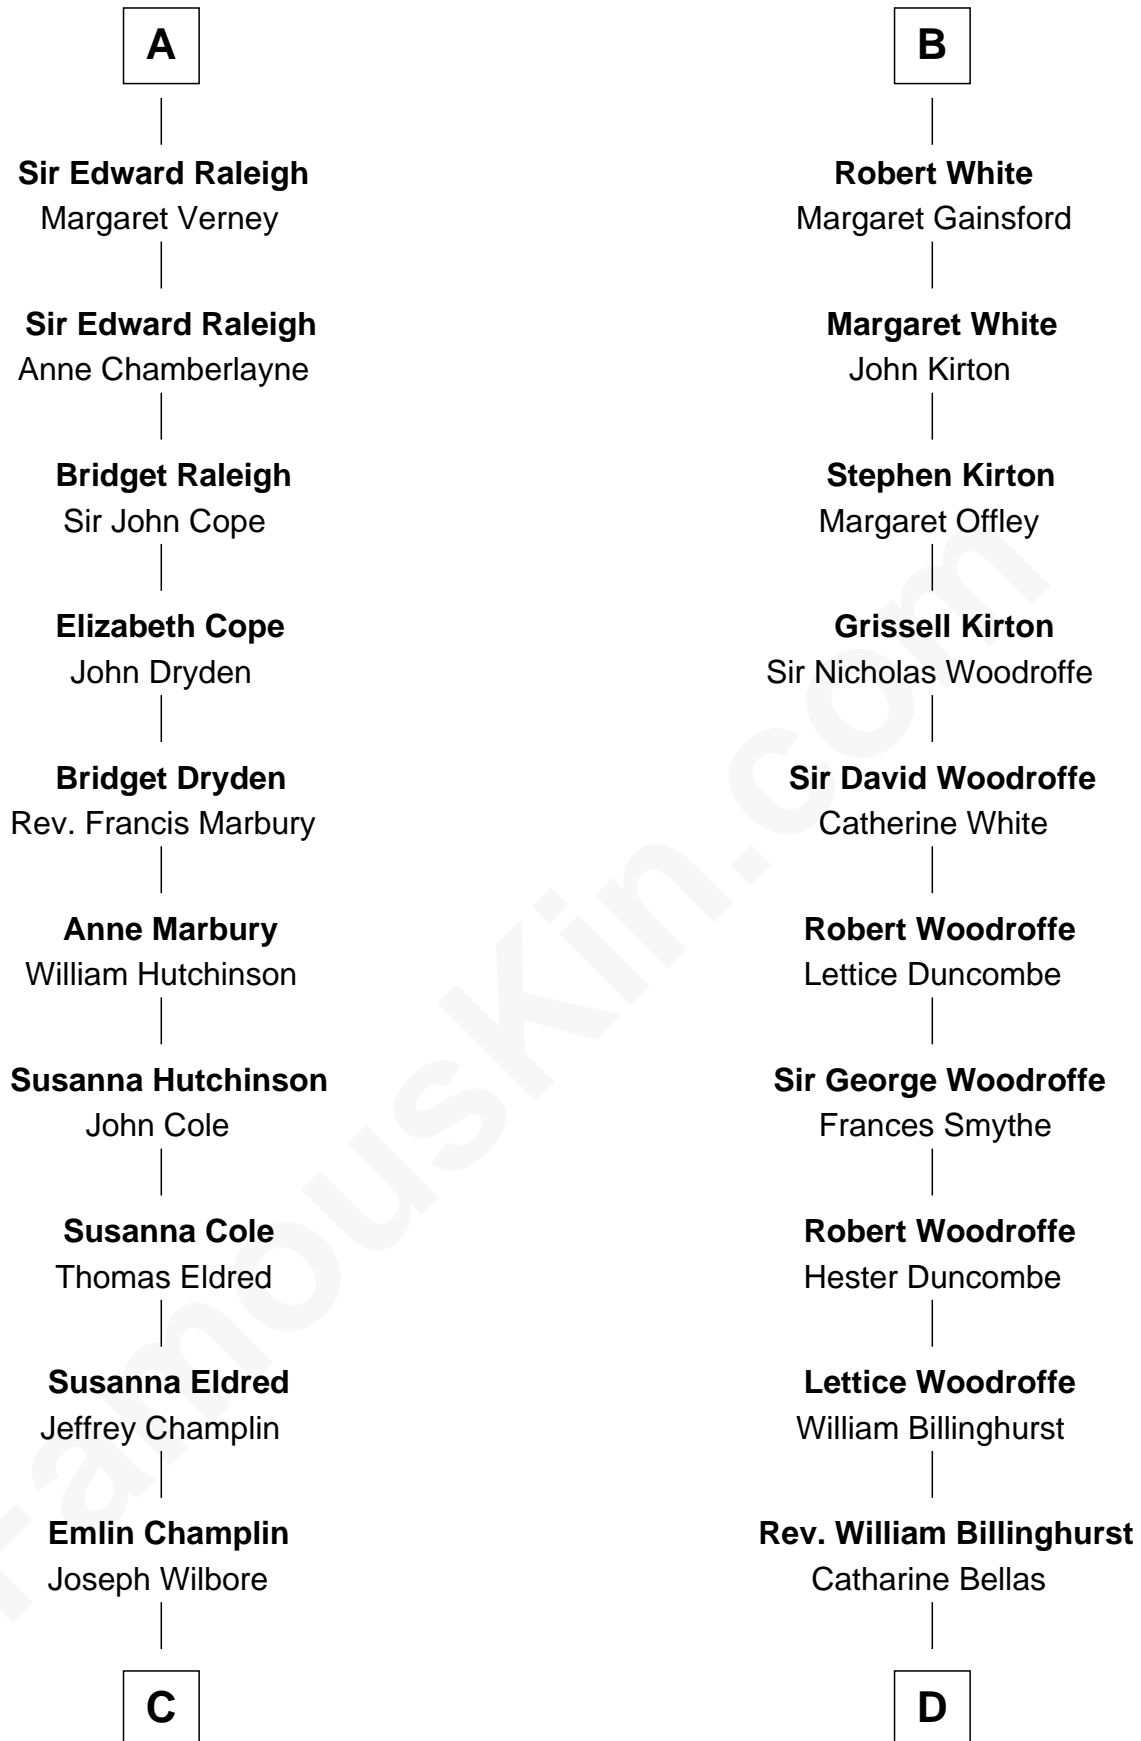 A
Sir Edward Raleigh
Margaret Verney
Sir Edward Raleigh
Anne Chamberlayne
Bridget Raleigh
Sir John Cope
Elizabeth Cope
John Dryden
Bridget Dryden
Rev. Francis Marbury
Anne Marbury
William Hutchinson
Susanna Hutchinson
John Cole
Susanna Cole
Thomas Eldred
Susanna Eldred
Jeffrey Champlin
Emlin Champlin
Joseph Wilbore
C
B
Robert White
Margaret Gainsford
Margaret White
John Kirton
Stephen Kirton
Margaret Offley
Grissell Kirton
Sir Nicholas Woodroffe
Sir David Woodroffe
Catherine White
Robert Woodroffe
Lettice Duncombe
Sir George Woodroffe
Frances Smythe
Robert Woodroffe
Hester Duncombe
Lettice Woodroffe
William Billinghurst
Rev. William Billinghurst
Catharine Bellas
D
FamousKin.com